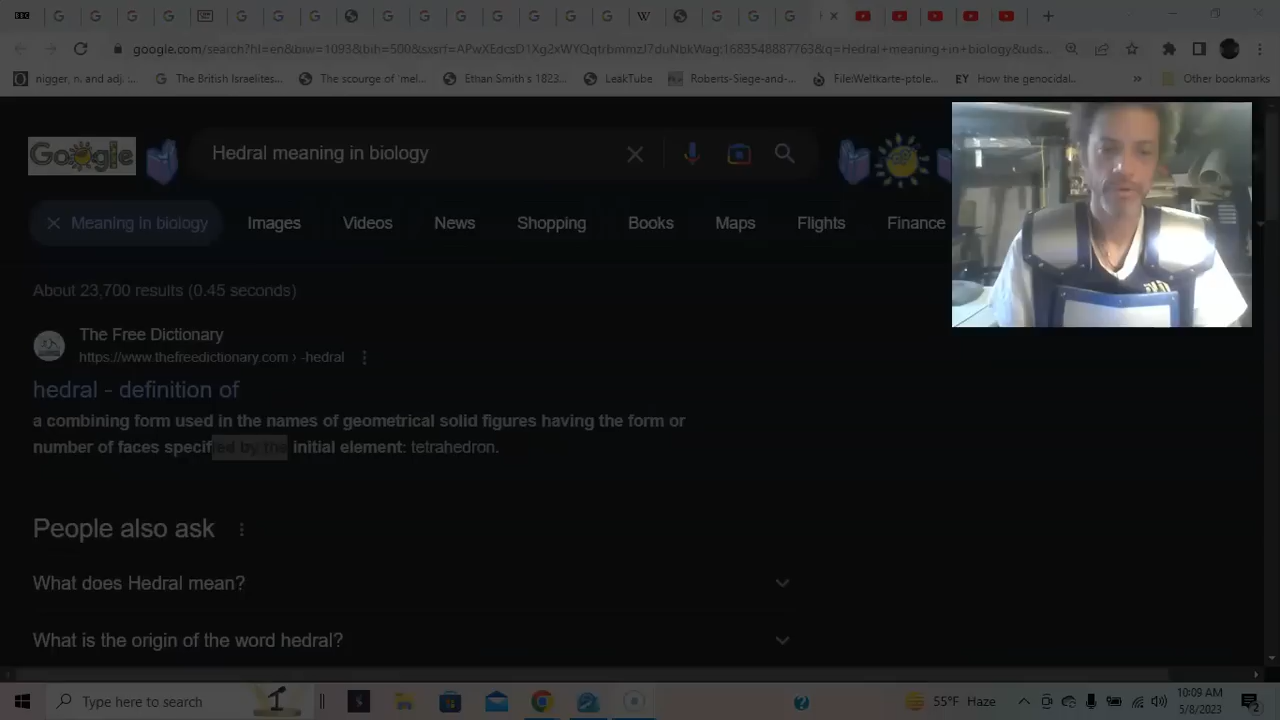 BBC
google.com/search?hl=en&biw=1093&bih=500&sxsrf=APwXEdcsD1Xg2xWYQqtrbmmzJ7duNbkWag:1683548887763&q=Hedral+meaning+in+biology&uds...
nigger, n. and adj. :... The British Israelites... The scourge of 'mel... Ethan Smith's 1823... LeakTube Roberts-Siege-and-... File:Weltkarte-ptole... EY How the genocidal... » Other bookmarks
Google Hedral meaning in biology
Meaning in biology Images Videos News Shopping Books Maps Flights Finance
About 23,700 results (0.45 seconds)
The Free Dictionary
https://www.thefreedictionary.com › -hedral
hedral - definition of
a combining form used in the names of geometrical solid figures having the form or
number of faces specified by the initial element: tetrahedron.
People also ask
What does Hedral mean?
What is the origin of the word hedral?
Type here to search
55°F Haze
10:09 AM
5/8/2023